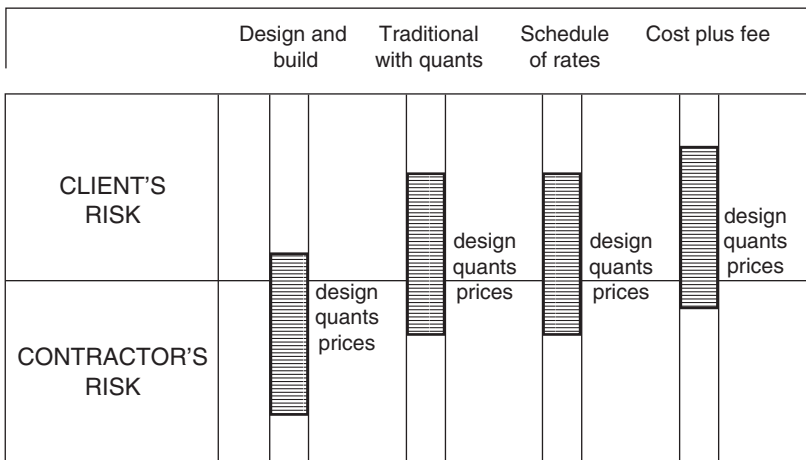 Design and
build
Traditional
with quants
Schedule
of rates
Cost plus fee
CLIENT'S
RISK
design
quants
prices
design
quants
prices
design
quants
prices
design
quants
prices
CONTRACTOR'S
RISK